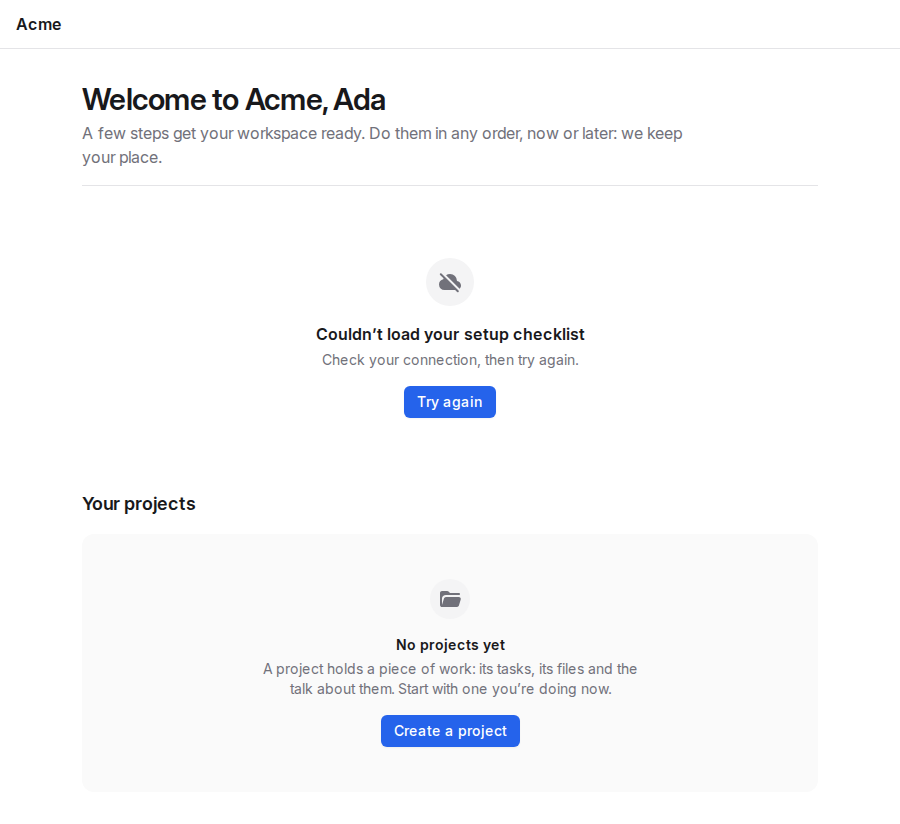 Acme
Welcome to Acme, Ada
A few steps get your workspace ready. Do them in any order, now or later: we keep
your place.
Couldn’t load your setup checklist
Check your connection, then try again.
Try again
Your projects
No projects yet
A project holds a piece of work: its tasks, its files and the
talk about them. Start with one you’re doing now.
Create a project